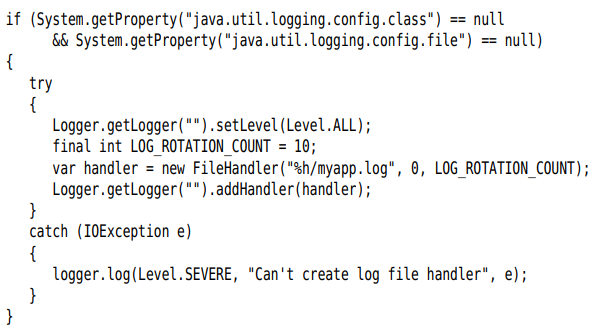 if (System.getProperty("java.util.logging.config.class") == null
      && System.getProperty("java.util.logging.config.file") == null)
{
   try
   {
      Logger.getLogger("").setLevel(Level.ALL);
      final int LOG_ROTATION_COUNT = 10;
      var handler = new FileHandler("%h/myapp.log", 0, LOG_ROTATION_COUNT);
      Logger.getLogger("").addHandler(handler);
   }
   catch (IOException e)
   {
      logger.log(Level.SEVERE, "Can't create log file handler", e);
   }
}